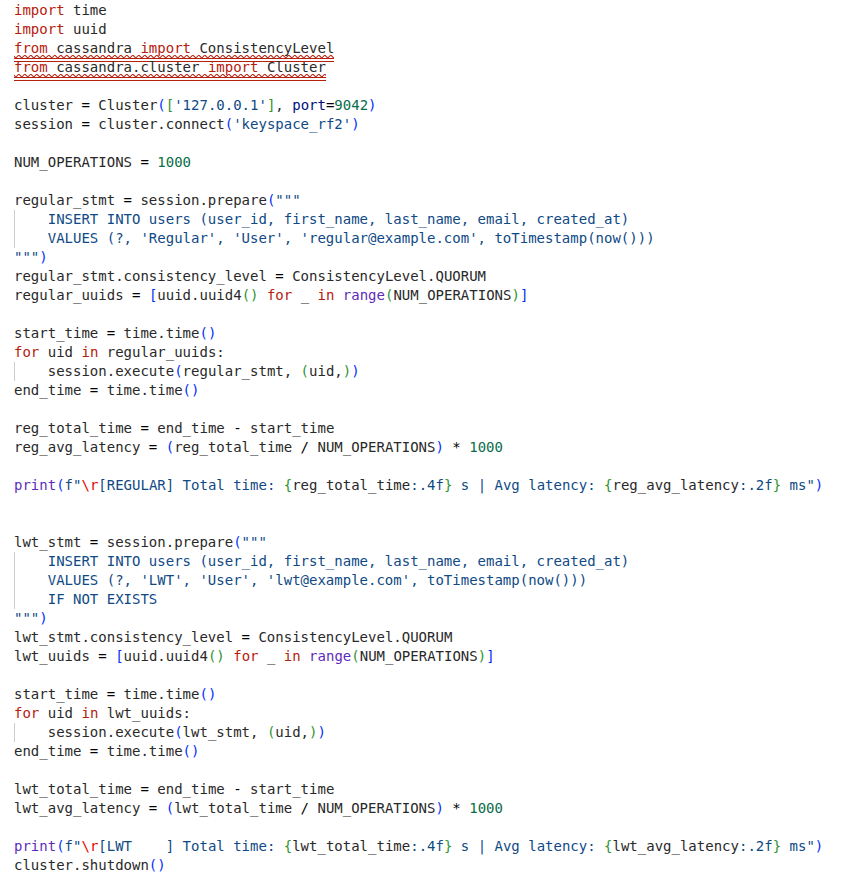 import time
import uuid
from cassandra import ConsistencyLevel
from cassandra.cluster import Cluster

cluster = Cluster(['127.0.0.1'], port=9042)
session = cluster.connect('keyspace_rf2')

NUM_OPERATIONS = 1000

regular_stmt = session.prepare("""
    INSERT INTO users (user_id, first_name, last_name, email, created_at)
    VALUES (?, 'Regular', 'User', 'regular@example.com', toTimestamp(now()))
""")
regular_stmt.consistency_level = ConsistencyLevel.QUORUM
regular_uuids = [uuid.uuid4() for _ in range(NUM_OPERATIONS)]

start_time = time.time()
for uid in regular_uuids:
    session.execute(regular_stmt, (uid,))
end_time = time.time()

reg_total_time = end_time - start_time
reg_avg_latency = (reg_total_time / NUM_OPERATIONS) * 1000

print(f"\r[REGULAR] Total time: {reg_total_time:.4f} s | Avg latency: {reg_avg_latency:.2f} ms")


lwt_stmt = session.prepare("""
    INSERT INTO users (user_id, first_name, last_name, email, created_at)
    VALUES (?, 'LWT', 'User', 'lwt@example.com', toTimestamp(now()))
    IF NOT EXISTS
""")
lwt_stmt.consistency_level = ConsistencyLevel.QUORUM
lwt_uuids = [uuid.uuid4() for _ in range(NUM_OPERATIONS)]

start_time = time.time()
for uid in lwt_uuids:
    session.execute(lwt_stmt, (uid,))
end_time = time.time()

lwt_total_time = end_time - start_time
lwt_avg_latency = (lwt_total_time / NUM_OPERATIONS) * 1000

print(f"\r[LWT    ] Total time: {lwt_total_time:.4f} s | Avg latency: {lwt_avg_latency:.2f} ms")
cluster.shutdown()